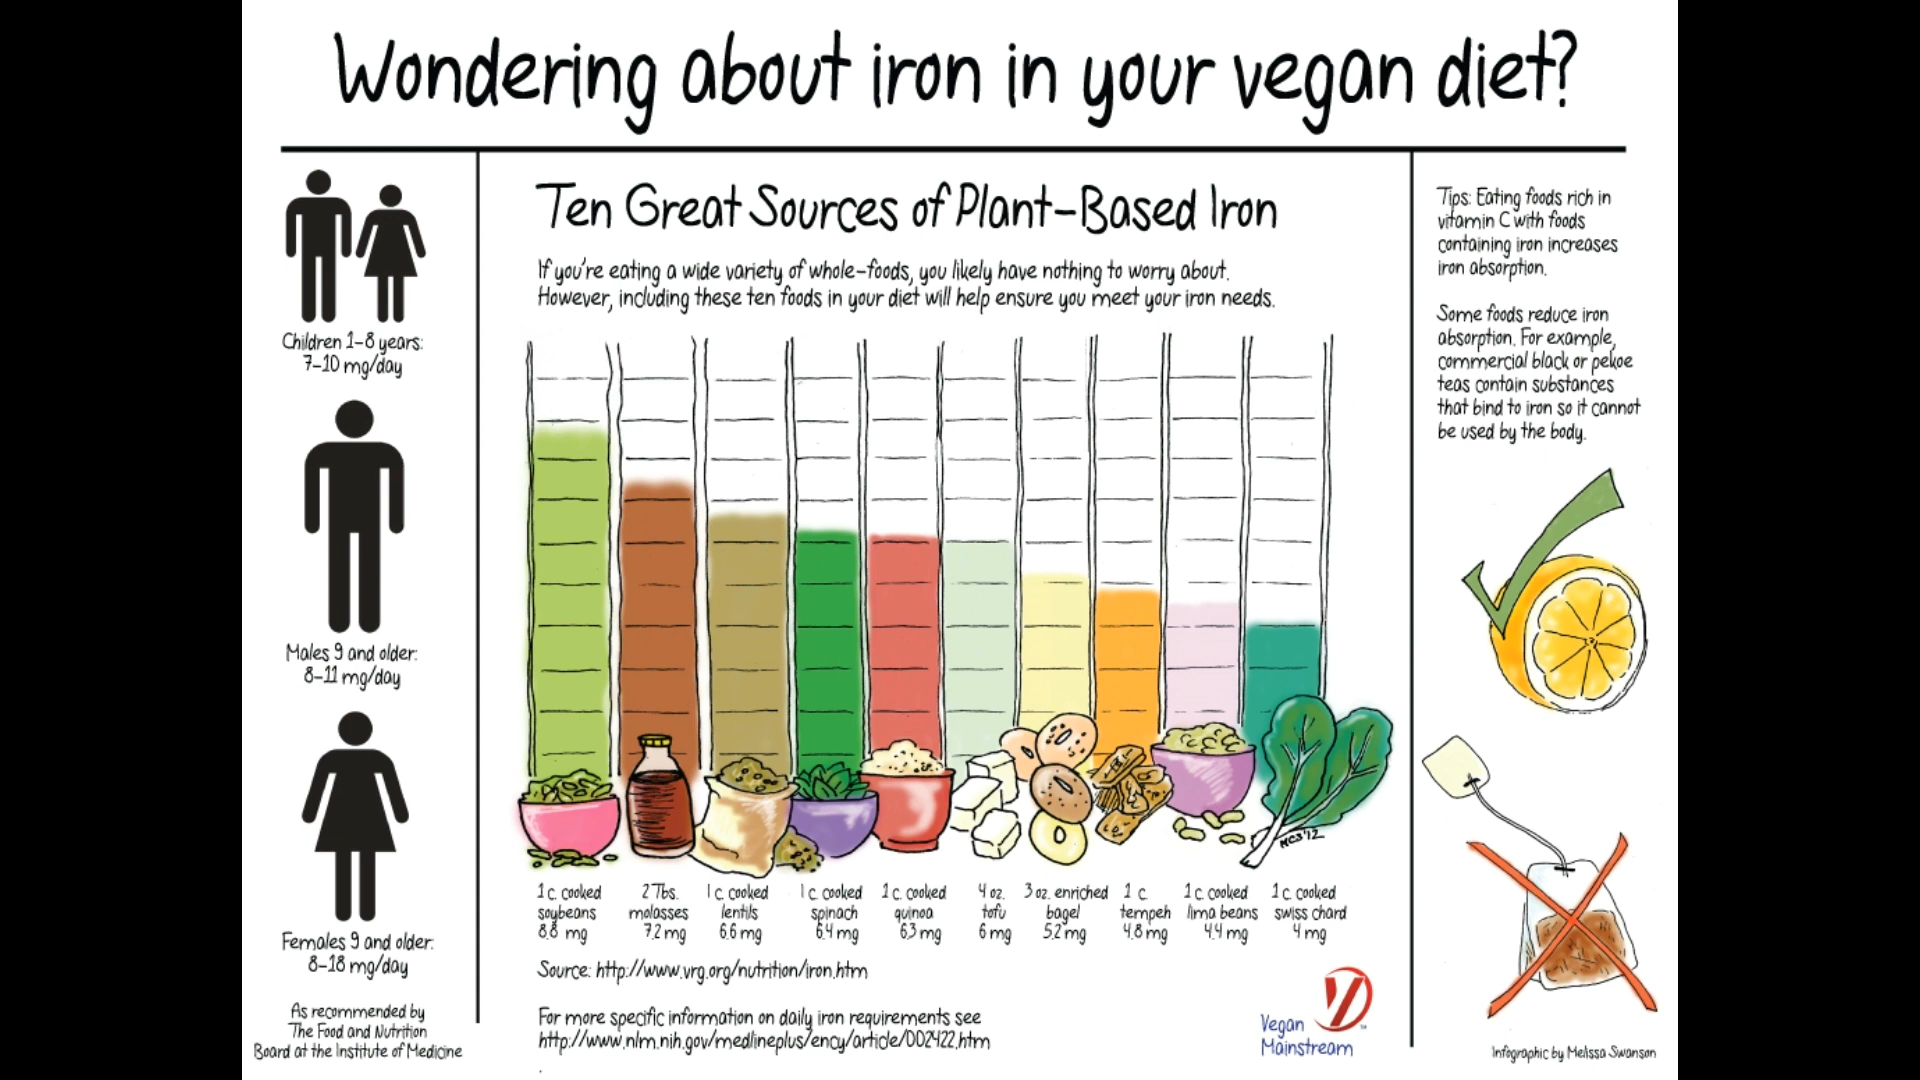 Wondering about iron in your vegan diet?
Children 1-8 years:
7-10 mg/day
Males 9 and older:
8-11 mg/day
Females 9 and older:
8-18 mg/day
As recommended by
The Food and Nutrition
Board at the Institute of Medicine
Ten Great Sources of Plant-Based Iron
If you're eating a wide variety of whole-foods, you likely have nothing to worry about.
However, including these ten foods in your diet will help ensure you meet your iron needs.
1 c. cooked
soybeans
8.8 mg
2 Tbs.
molasses
7.2 mg
1 c. cooked
lentils
6.6 mg
1 c. cooked
spinach
6.4 mg
1 c. cooked
quinoa
6.3 mg
4 oz.
tofu
6 mg
3 oz. enriched
bagel
5.2 mg
1 c.
tempeh
4.8 mg
1 c. cooked
lima beans
4.4 mg
1 c. cooked
swiss chard
4 mg
MCS '12
Source: http://www.vrg.org/nutrition/iron.htm
For more specific information on daily iron requirements see
http://www.nlm.nih.gov/medlineplus/ency/article/002422.htm
Vegan
Mainstream
Tips: Eating foods rich in
vitamin C with foods
containing iron increases
iron absorption.
Some foods reduce iron
absorption. For example,
commercial black or pekoe
teas contain substances
that bind to iron so it cannot
be used by the body.
Infographic by Melissa Swanson